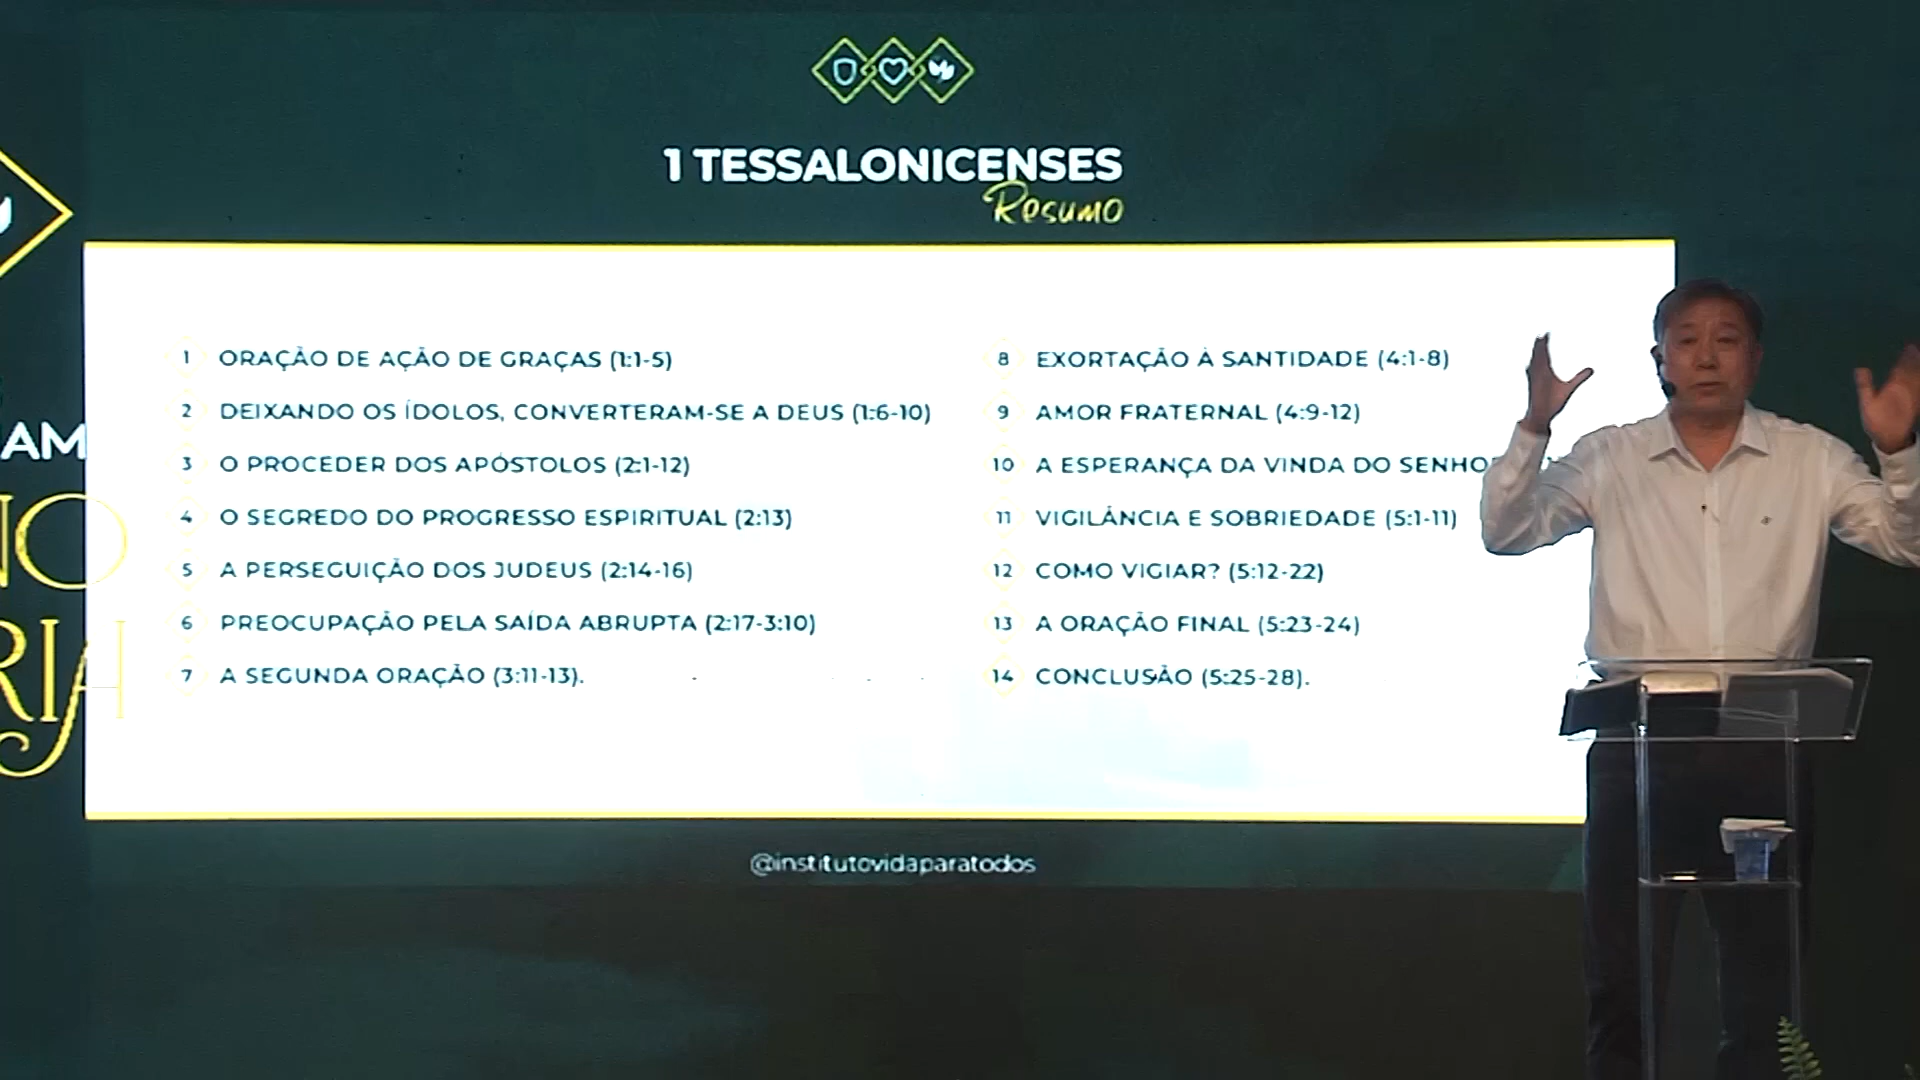 1 TESSALONICENSES
Resumo
1 ORAÇÃO DE AÇÃO DE GRAÇAS (1:1-5)
2 DEIXANDO OS ÍDOLOS, CONVERTERAM-SE A DEUS (1:6-10)
3 O PROCEDER DOS APÓSTOLOS (2:1-12)
4 O SEGREDO DO PROGRESSO ESPIRITUAL (2:13)
5 A PERSEGUIÇÃO DOS JUDEUS (2:14-16)
6 PREOCUPAÇÃO PELA SAÍDA ABRUPTA (2:17-3:10)
7 A SEGUNDA ORAÇÃO (3:11-13).
8 EXORTAÇÃO À SANTIDADE (4:1-8)
9 AMOR FRATERNAL (4:9-12)
10 A ESPERANÇA DA VINDA DO
11 VIGILÂNCIA E SOBRIEDADE (5:1-11)
12 COMO VIGIAR? (5:12-22)
13 A ORAÇÃO FINAL (5:23-24)
14 CONCLUSÃO (5:25-28).
@institutovidaparatodos